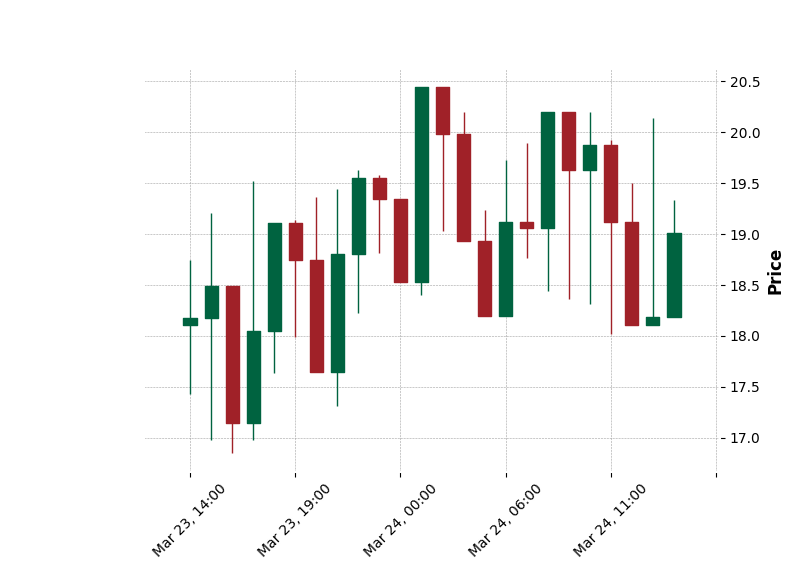 20.5
20.0
19.5
19.0
18.5
18.0
17.5
17.0
Price
Mar 23, 14:00
Mar 23, 19:00
Mar 24, 00:00
Mar 24, 06:00
Mar 24, 11:00